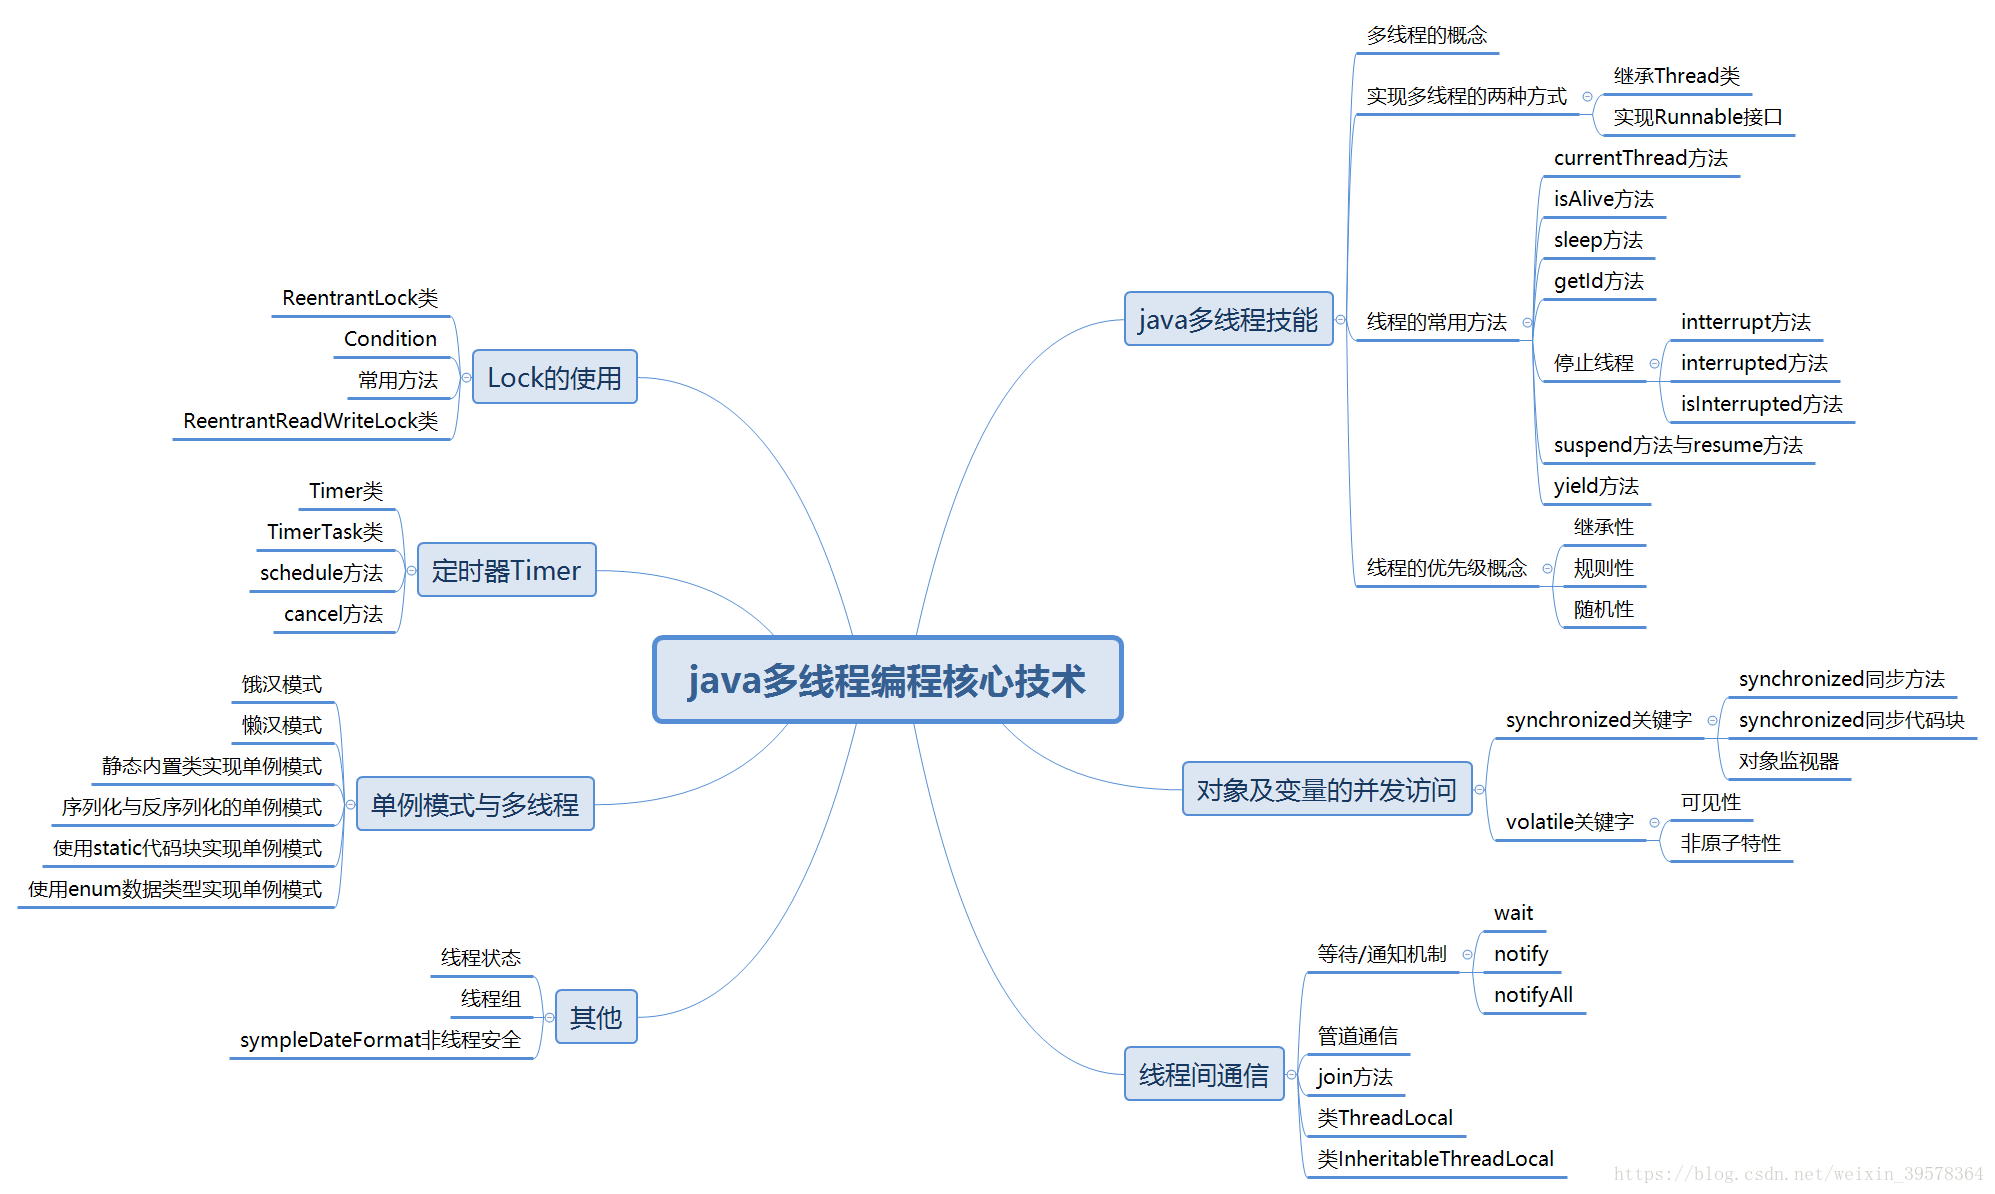 java多线程编程核心技术
java多线程技能
多线程的概念
实现多线程的两种方式
继承Thread类
实现Runnable接口
线程的常用方法
currentThread方法
isAlive方法
sleep方法
getId方法
停止线程
intterrupt方法
interrupted方法
isInterrupted方法
suspend方法与resume方法
yield方法
线程的优先级概念
继承性
规则性
随机性
对象及变量的并发访问
synchronized关键字
synchronized同步方法
synchronized同步代码块
对象监视器
volatile关键字
可见性
非原子特性
线程间通信
等待/通知机制
wait
notify
notifyAll
管道通信
join方法
类ThreadLocal
类InheritableThreadLocal
Lock的使用
ReentrantLock类
Condition
常用方法
ReentrantReadWriteLock类
定时器Timer
Timer类
TimerTask类
schedule方法
cancel方法
单例模式与多线程
饿汉模式
懒汉模式
静态内置类实现单例模式
序列化与反序列化的单例模式
使用static代码块实现单例模式
使用enum数据类型实现单例模式
其他
线程状态
线程组
sympleDateFormat非线程安全
https://blog.csdn.net/weixin_39578364